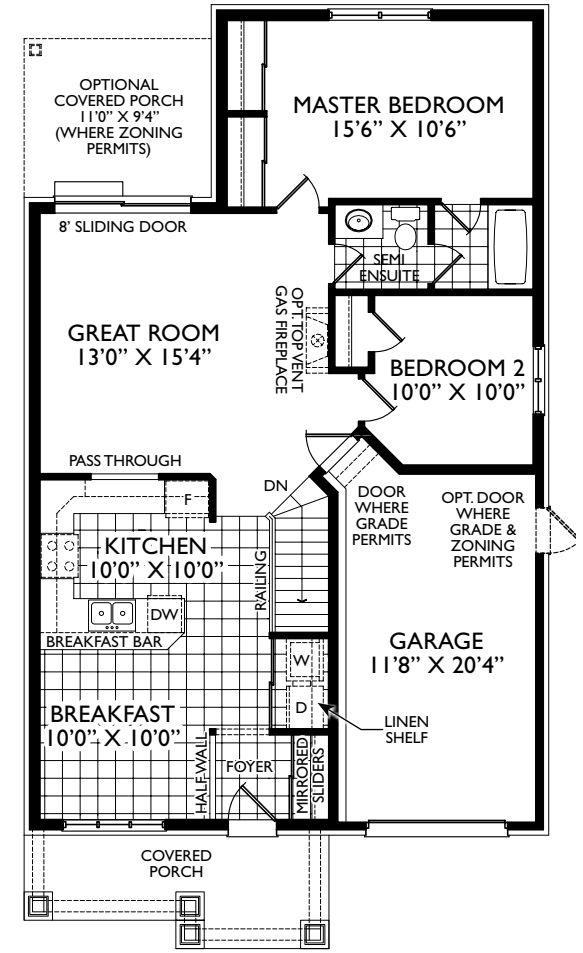 OPTIONAL
COVERED PORCH
11'0" X 9'4"
(WHERE ZONING
PERMITS)
MASTER BEDROOM
15'6" X 10'6"
8' SLIDING DOOR
SEMI
ENSUITE
GREAT ROOM
13'0" X 15'4"
OPT. TOP VENT
GAS FIREPLACE
BEDROOM 2
10'0" X 10'0"
PASS THROUGH
F
DN
DOOR
WHERE
GRADE
PERMITS
OPT. DOOR
WHERE
GRADE &
ZONING
PERMITS
KITCHEN
10'0" X 10'0"
RAILING
DW
BREAKFAST BAR
GARAGE
11'8" X 20'4"
W
D
LINEN
SHELF
BREAKFAST
10'0" X 10'0"
HALF WALL
FOYER
MIRRORED
SLIDERS
COVERED
PORCH